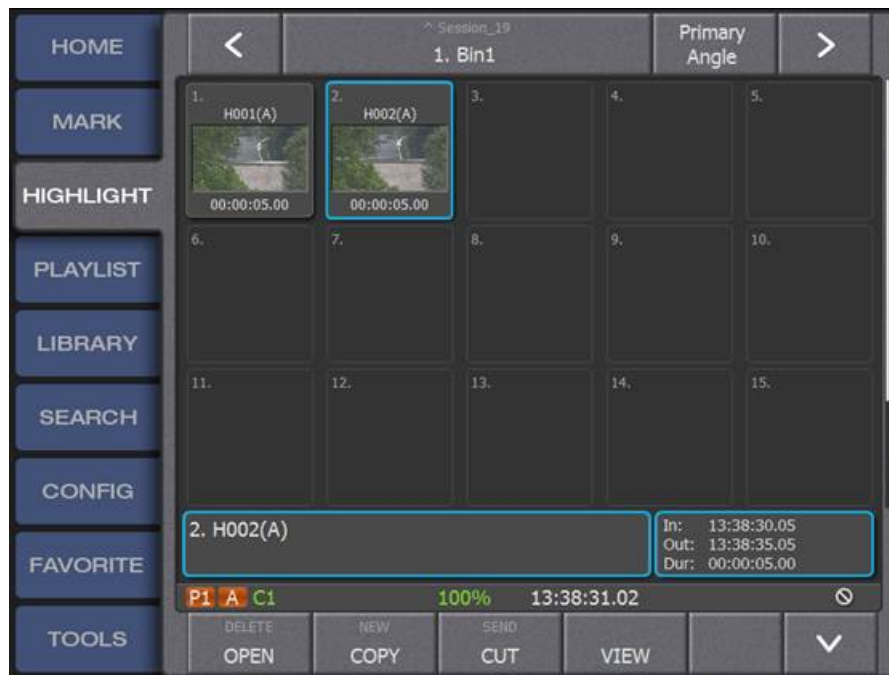 HOME
MARK
HIGHLIGHT
PLAYLIST
LIBRARY
SEARCH
CONFIG
FAVORITE
TOOLS
^ Session_19
< 1. Bin1 Primary Angle >
1. 2. 3. 4. 5.
H001(A) H002(A)
00:00:05.00 00:00:05.00
6. 7. 8. 9. 10.
11. 12. 13. 14. 15.
2. H002(A)
In: 13:38:30.05
Out: 13:38:35.05
Dur: 00:00:05.00
P1 A C1 100% 13:38:31.02
DELETE NEW SEND
OPEN COPY CUT VIEW